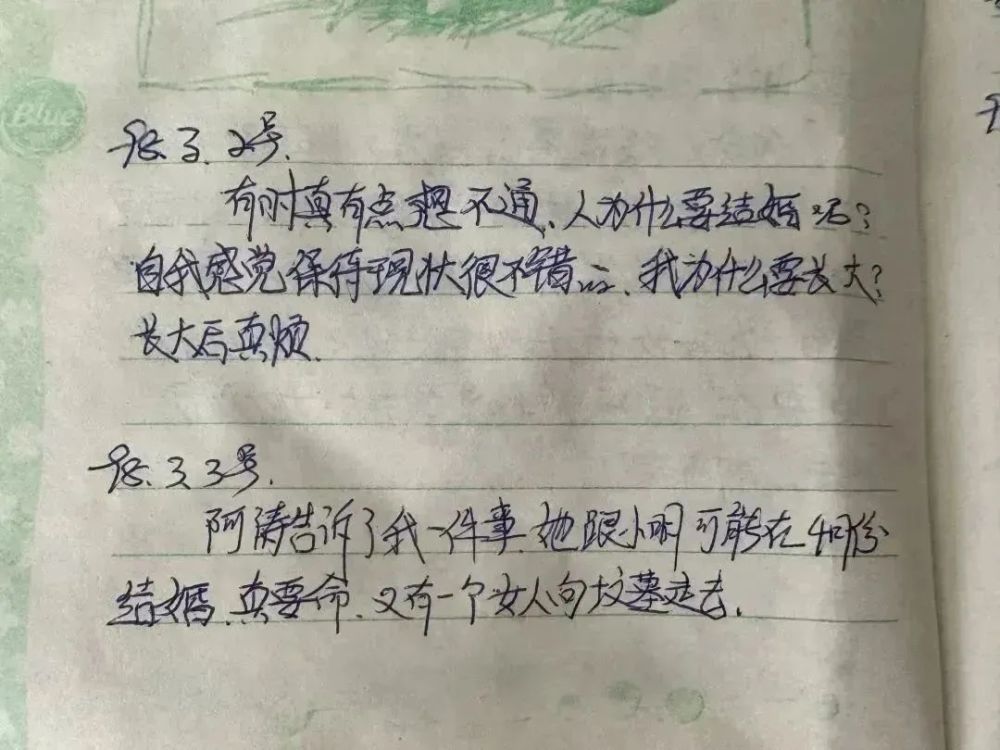 Blue
98.3.2号.
有时真有点想不通、人为什么要结婚呢?
自我感觉保持现状很不错……、我为什么要长大?
长大后真烦.
98.3.3号.
阿涛告诉了我一件事.她跟小明可能在4月份
结婚.真要命.又有一个女人向坟墓走去.